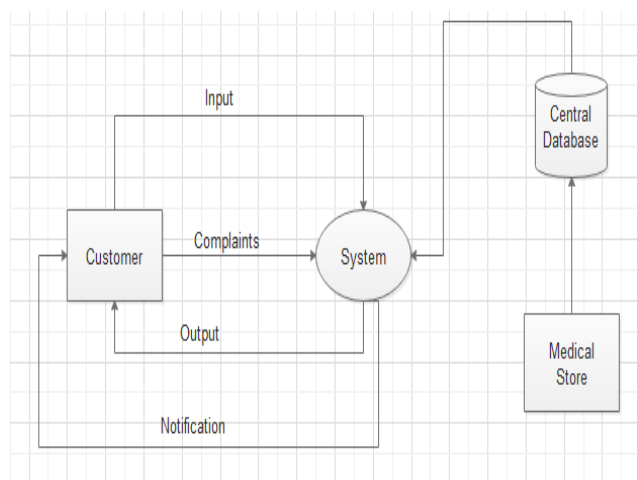 Input
Central
Database
Customer
Complaints
System
Output
Medical
Store
Notification